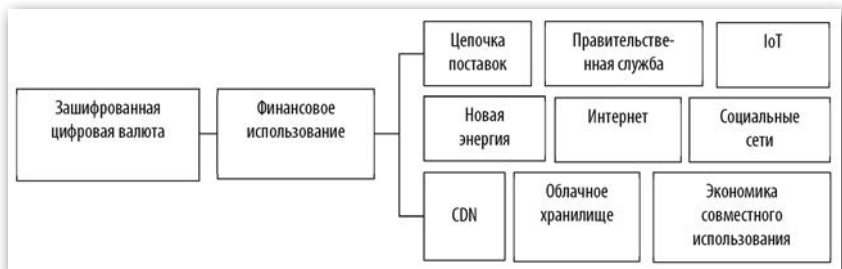 Зашифрованная
цифровая валюта
Финансовое
использование
Цепочка
поставок
Правительстве-
нная служба
IoT
Новая
энергия
Интернет
Социальные
сети
CDN
Облачное
хранилище
Экономика
совместного
использования